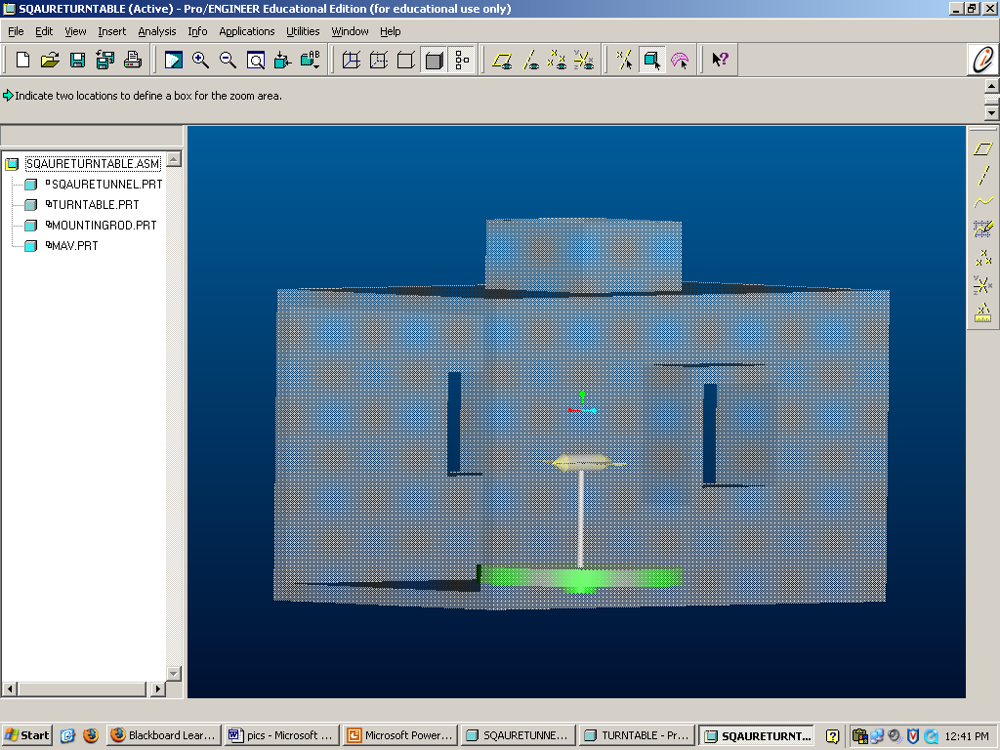 SQAURETURNTABLE (Active) - Pro/ENGINEER Educational Edition (for educational use only)
File Edit View Insert Analysis Info Applications Utilities Window Help
Indicate two locations to define a box for the zoom area.
SQAURETURNTABLE.ASM
SQAURETUNNEL.PRT
TURNTABLE.PRT
MOUNTINGROD.PRT
MAV.PRT
Start Blackboard Lear... pics - Microsoft ... Microsoft Power... SQAURETUNNE... TURNTABLE - Pr... SQAURETURNT... 12:41 PM